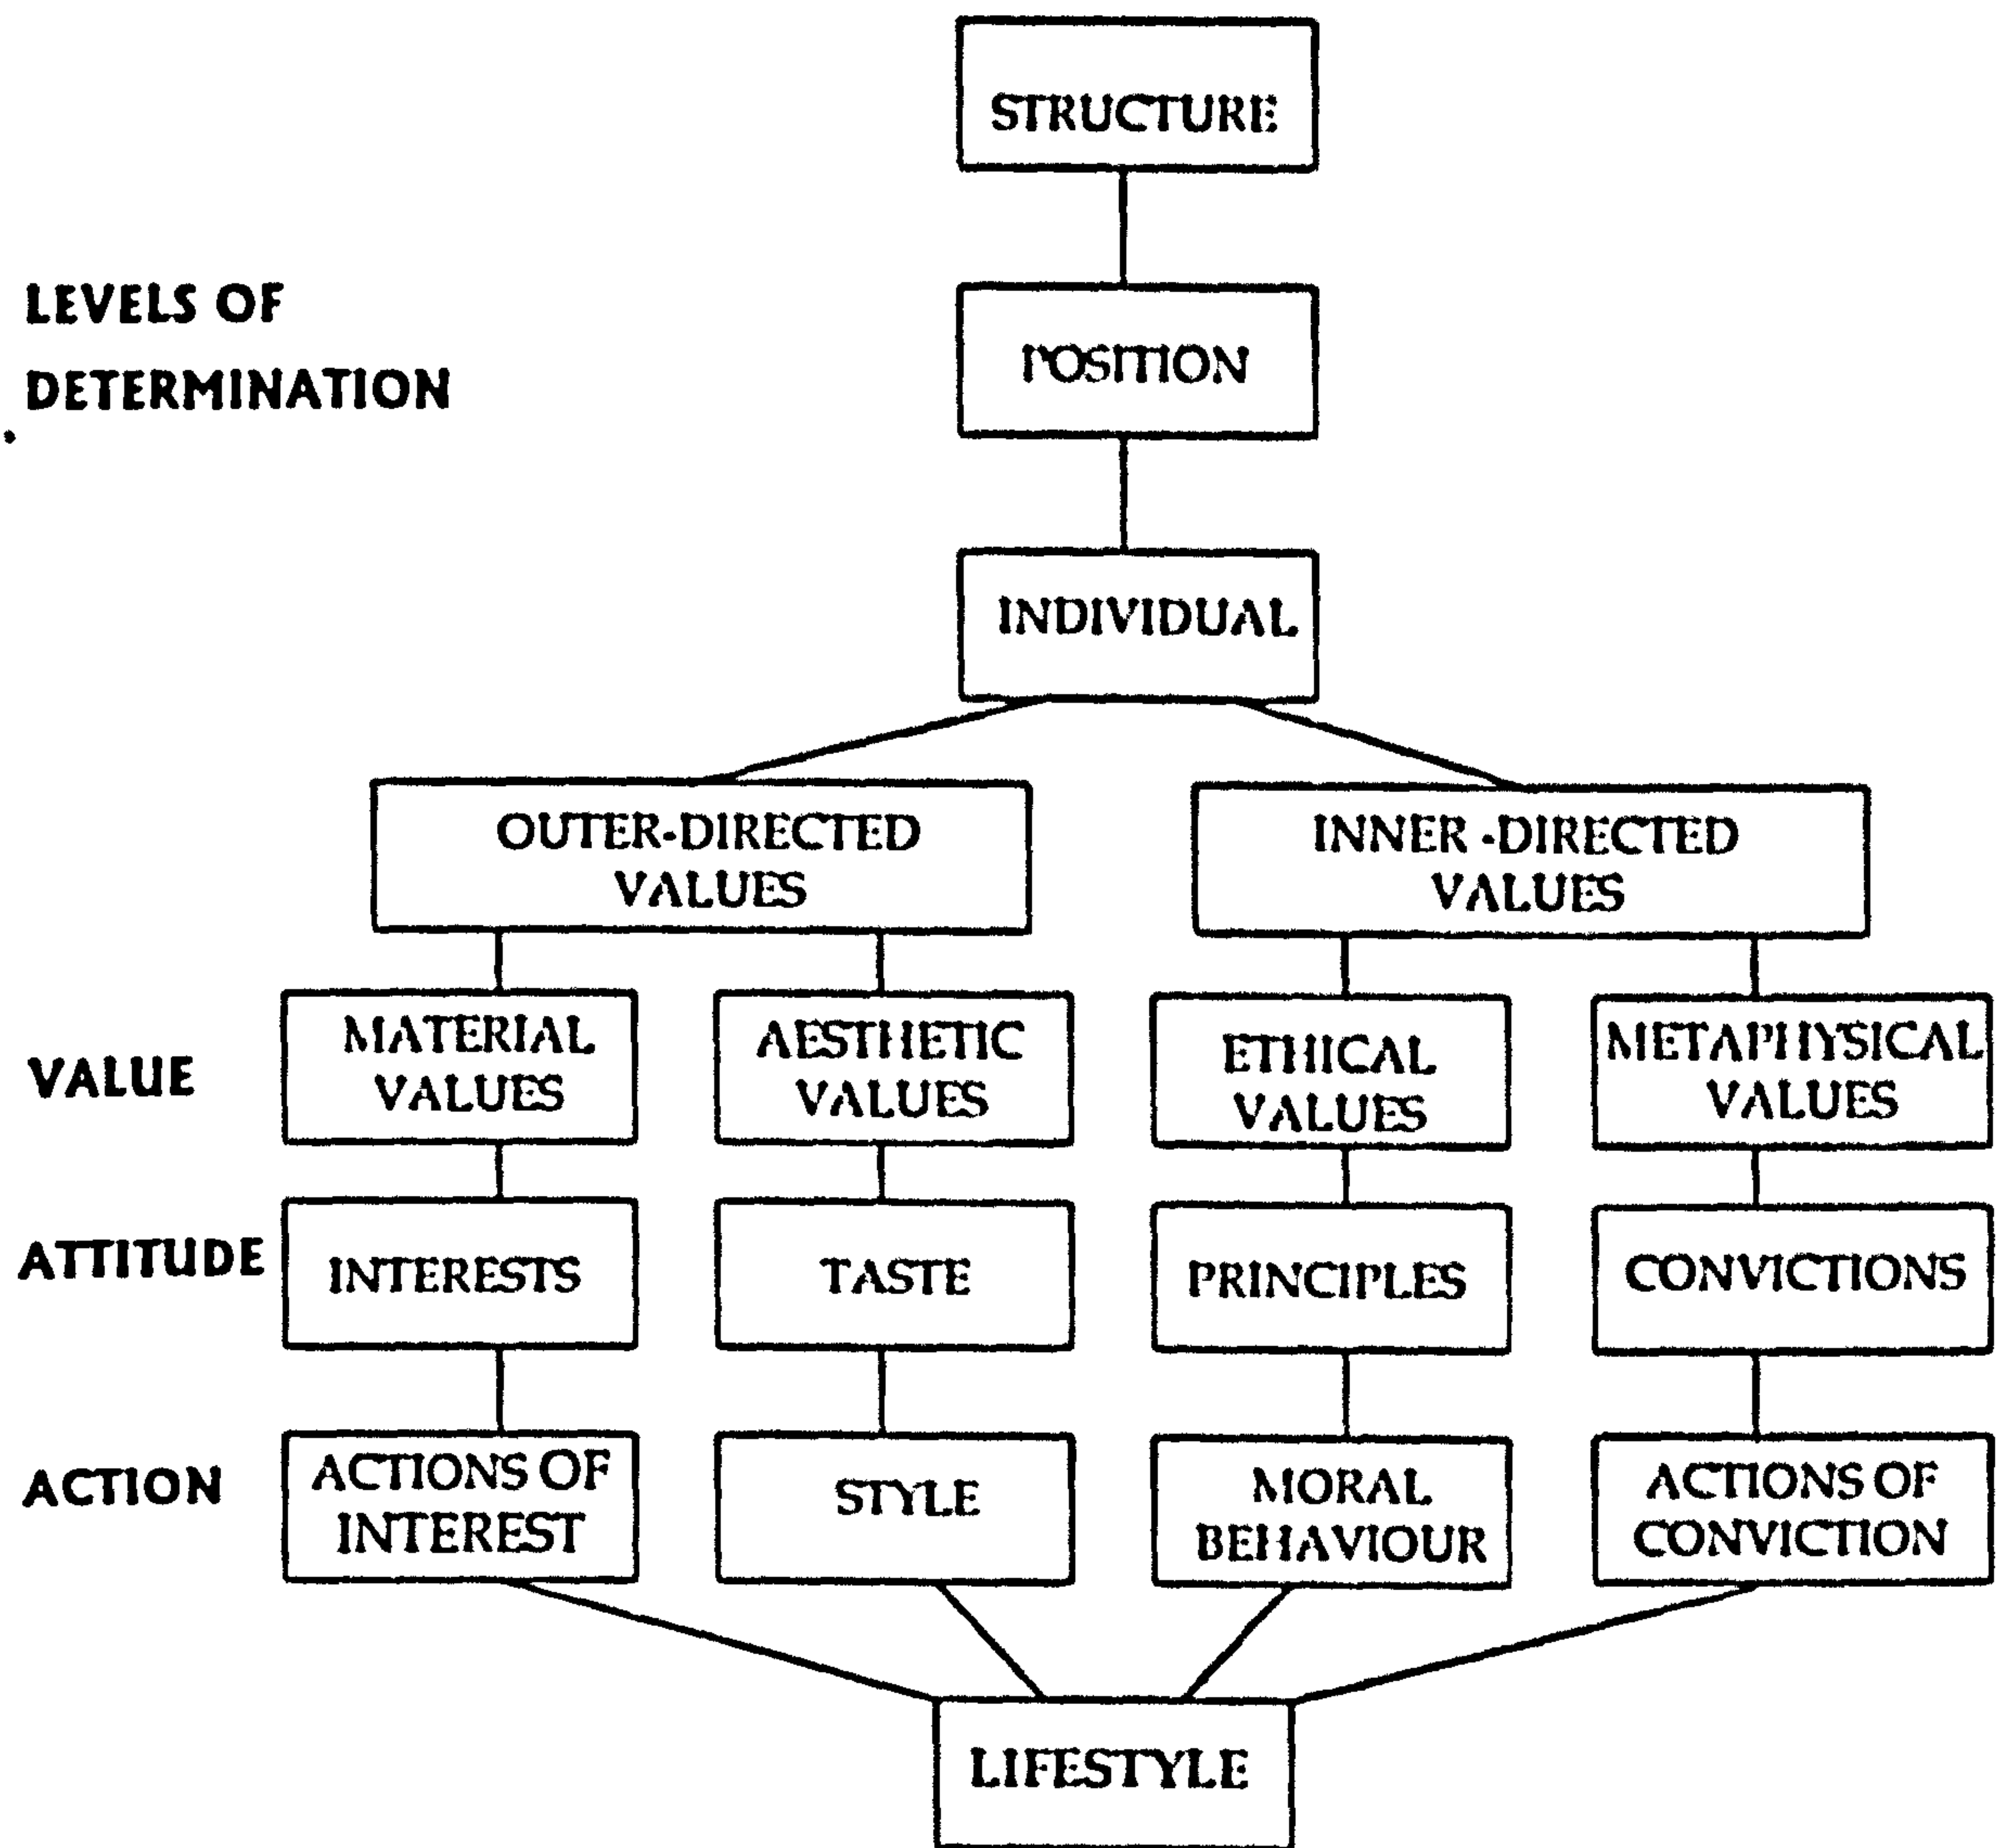 STRUCTURE
LEVELS OF
DETERMINATION
POSITION
INDIVIDUAL
OUTER-DIRECTED
VALUES
INNER -DIRECTED
VALUES
VALUE
MATERIAL
VALUES
AESTHETIC
VALUES
ETHICAL
VALUES
METAPHYSICAL
VALUES
ATTITUDE
INTERESTS
TASTE
PRINCIPLES
CONVICTIONS
ACTION
ACTIONS OF
INTEREST
STYLE
MORAL
BEHAVIOUR
ACTIONS OF
CONVICTION
LIFESTYLE